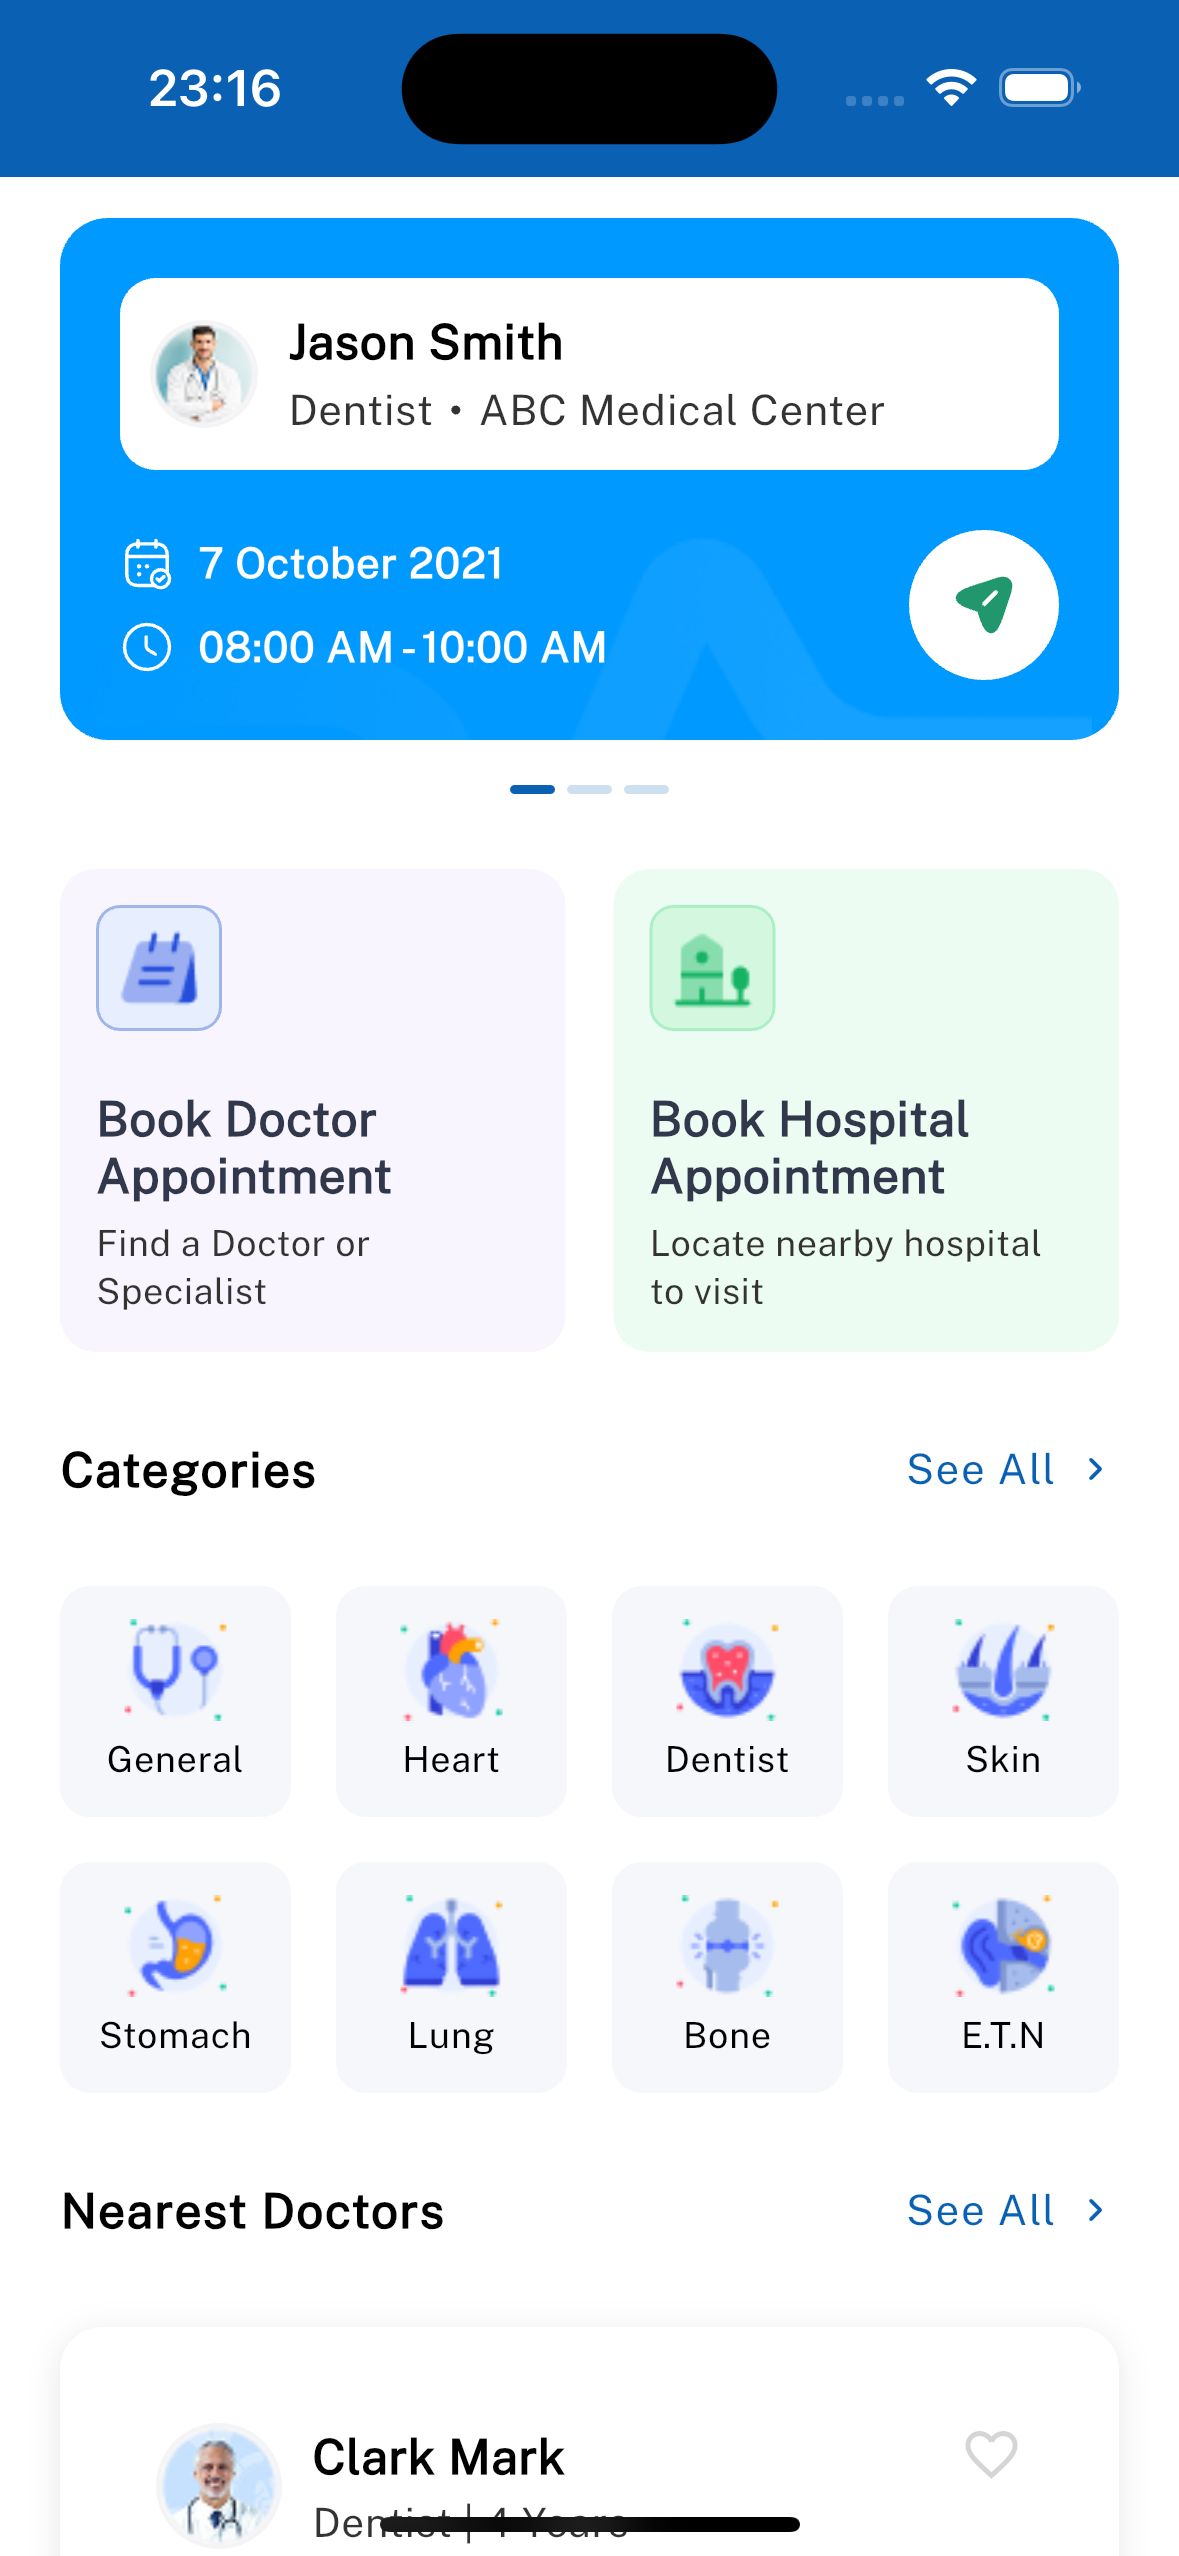 23:16
Jason Smith
Dentist • ABC Medical Center
7 October 2021
08:00 AM - 10:00 AM
Book Doctor
Appointment
Find a Doctor or
Specialist
Book Hospital
Appointment
Locate nearby hospital
to visit
Categories
See All
General
Heart
Dentist
Skin
Stomach
Lung
Bone
E.T.N
Nearest Doctors
See All
Clark Mark
Dentist | 4 Years